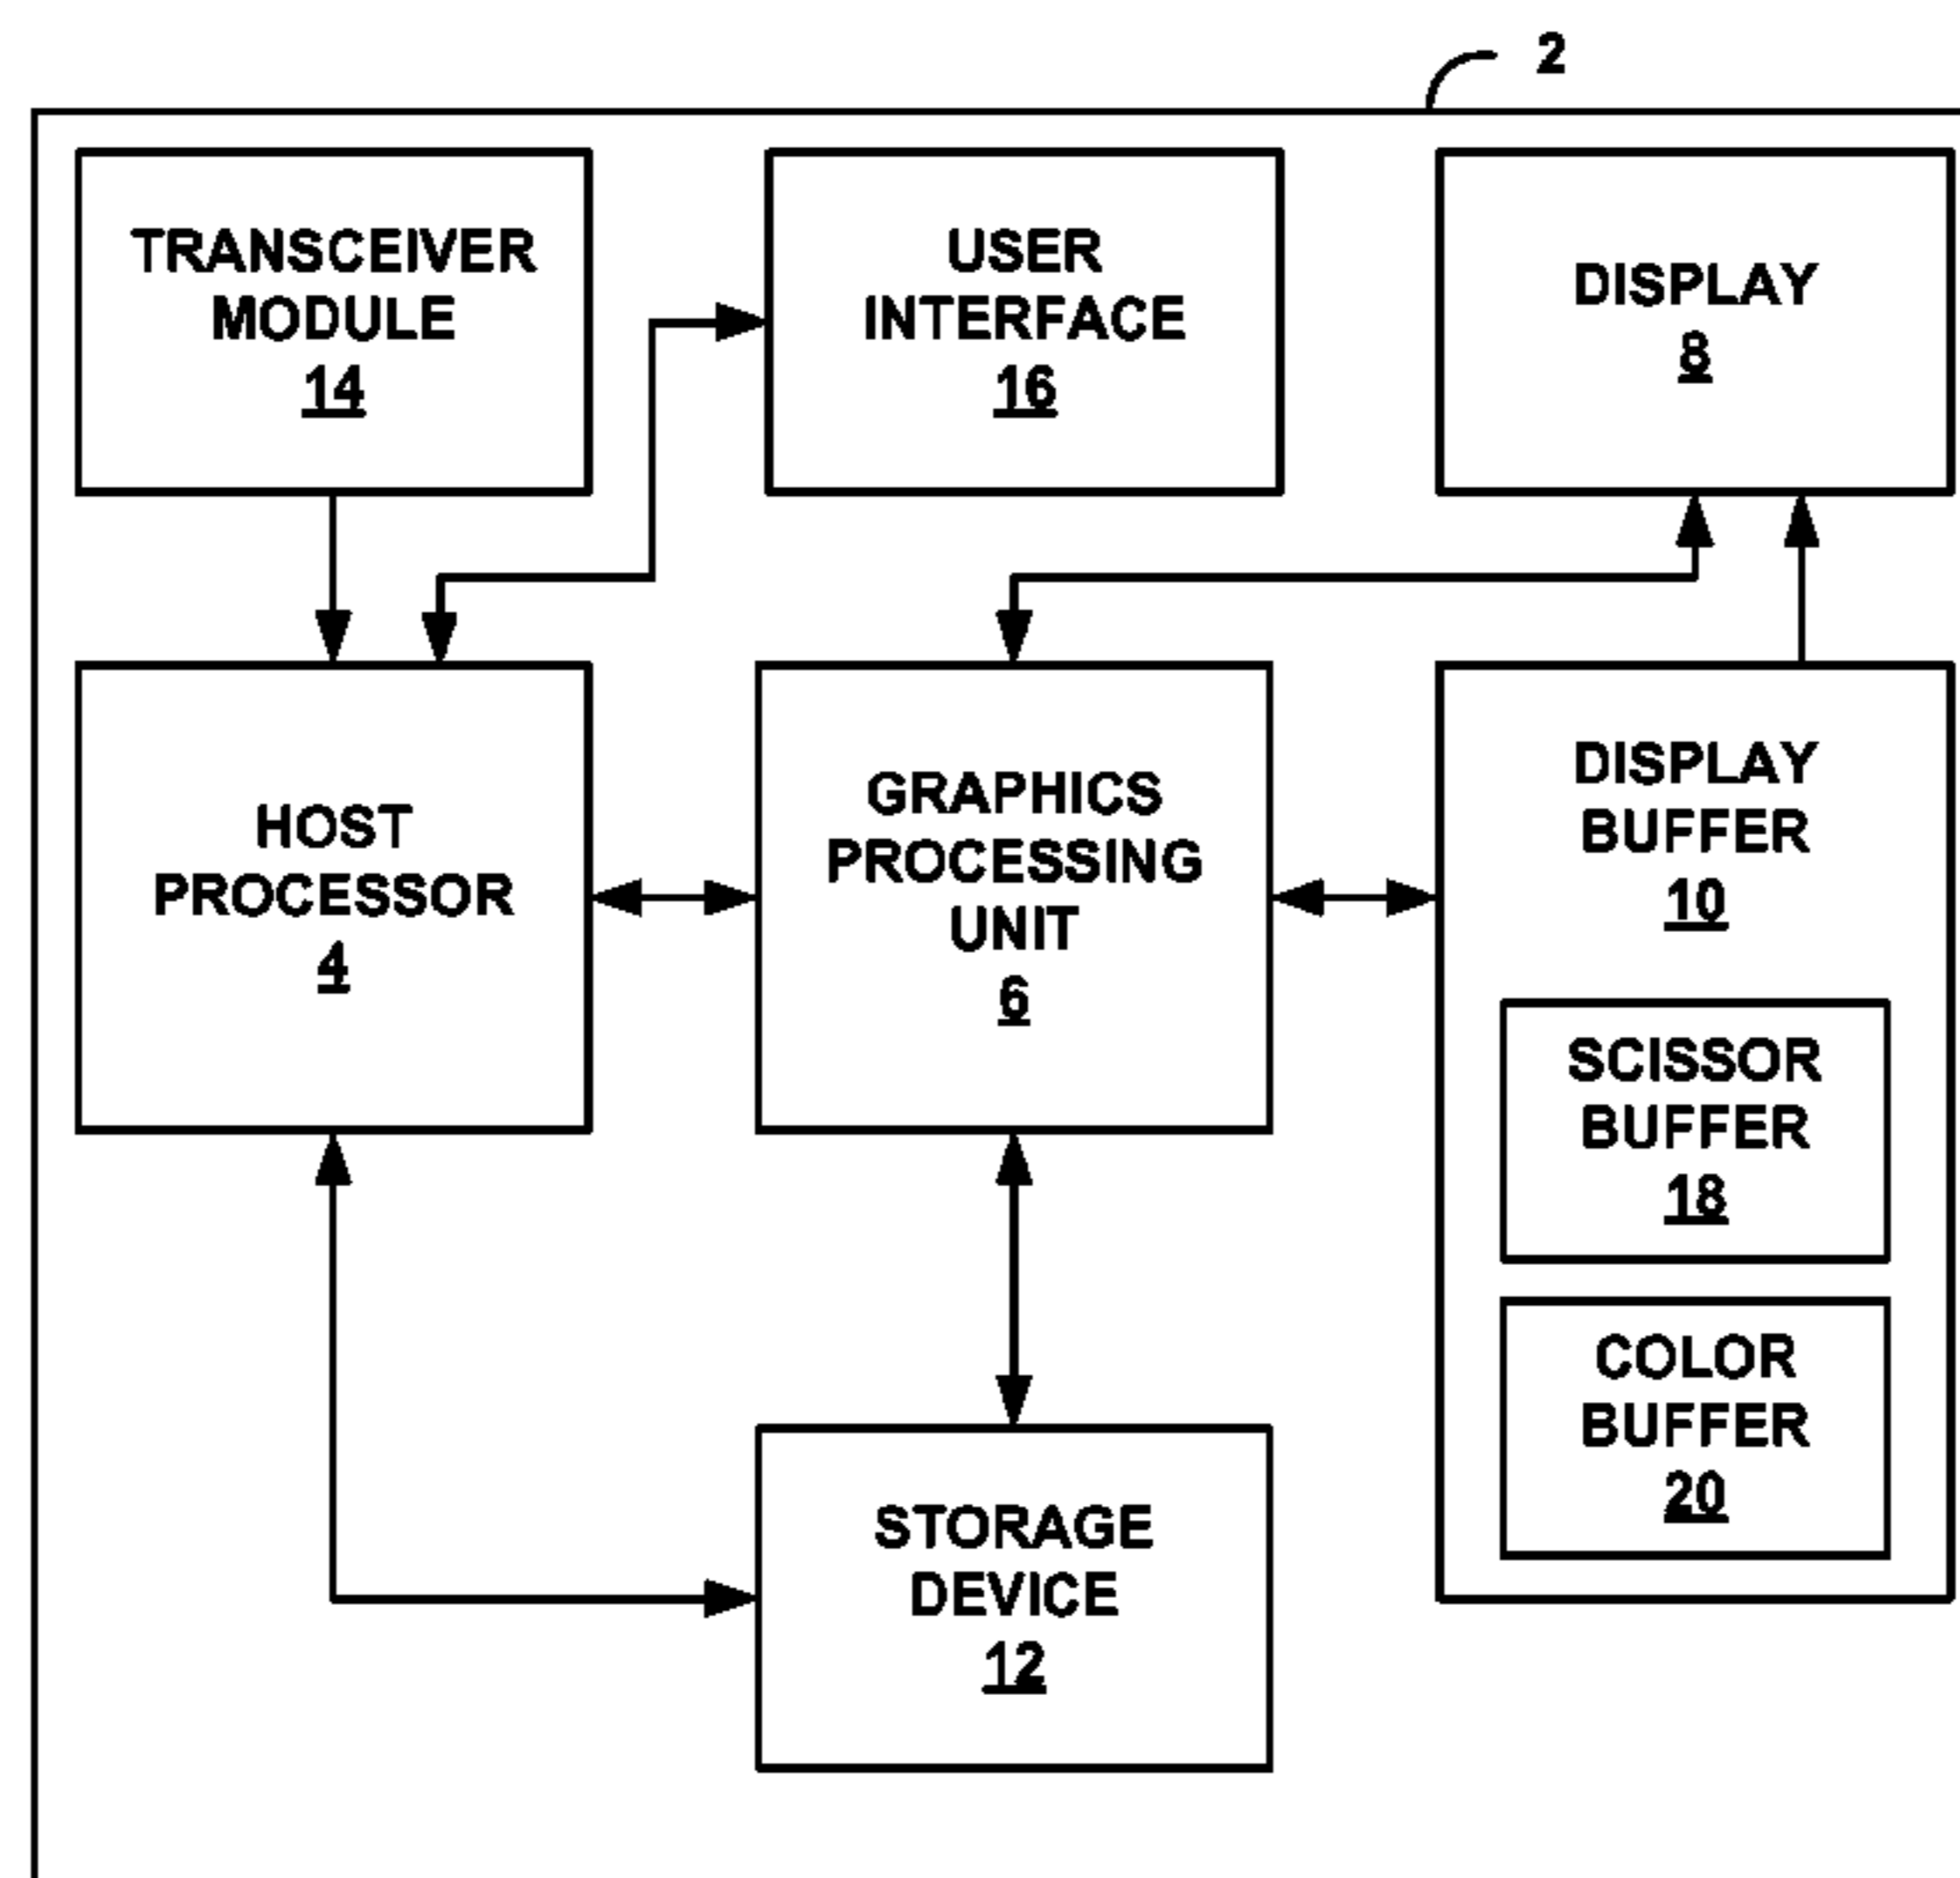 2
TRANSCEIVER
MODULE
14
USER
INTERFACE
16
DISPLAY
8
HOST
PROCESSOR
4
GRAPHICS
PROCESSING
UNIT
6
DISPLAY
BUFFER
10
SCISSOR
BUFFER
18
COLOR
BUFFER
20
STORAGE
DEVICE
12